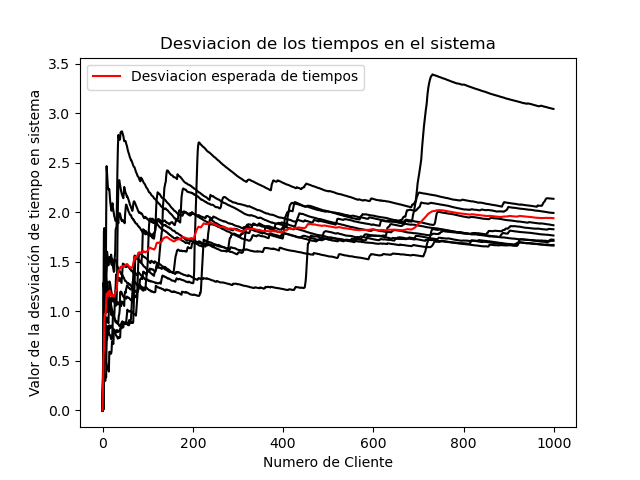 Desviacion de los tiempos en el sistema
Desviacion esperada de tiempos
Valor de la desviación de tiempo en sistema
3.5
3.0
2.5
2.0
1.5
1.0
0.5
0.0
0 200 400 600 800 1000
Numero de Cliente